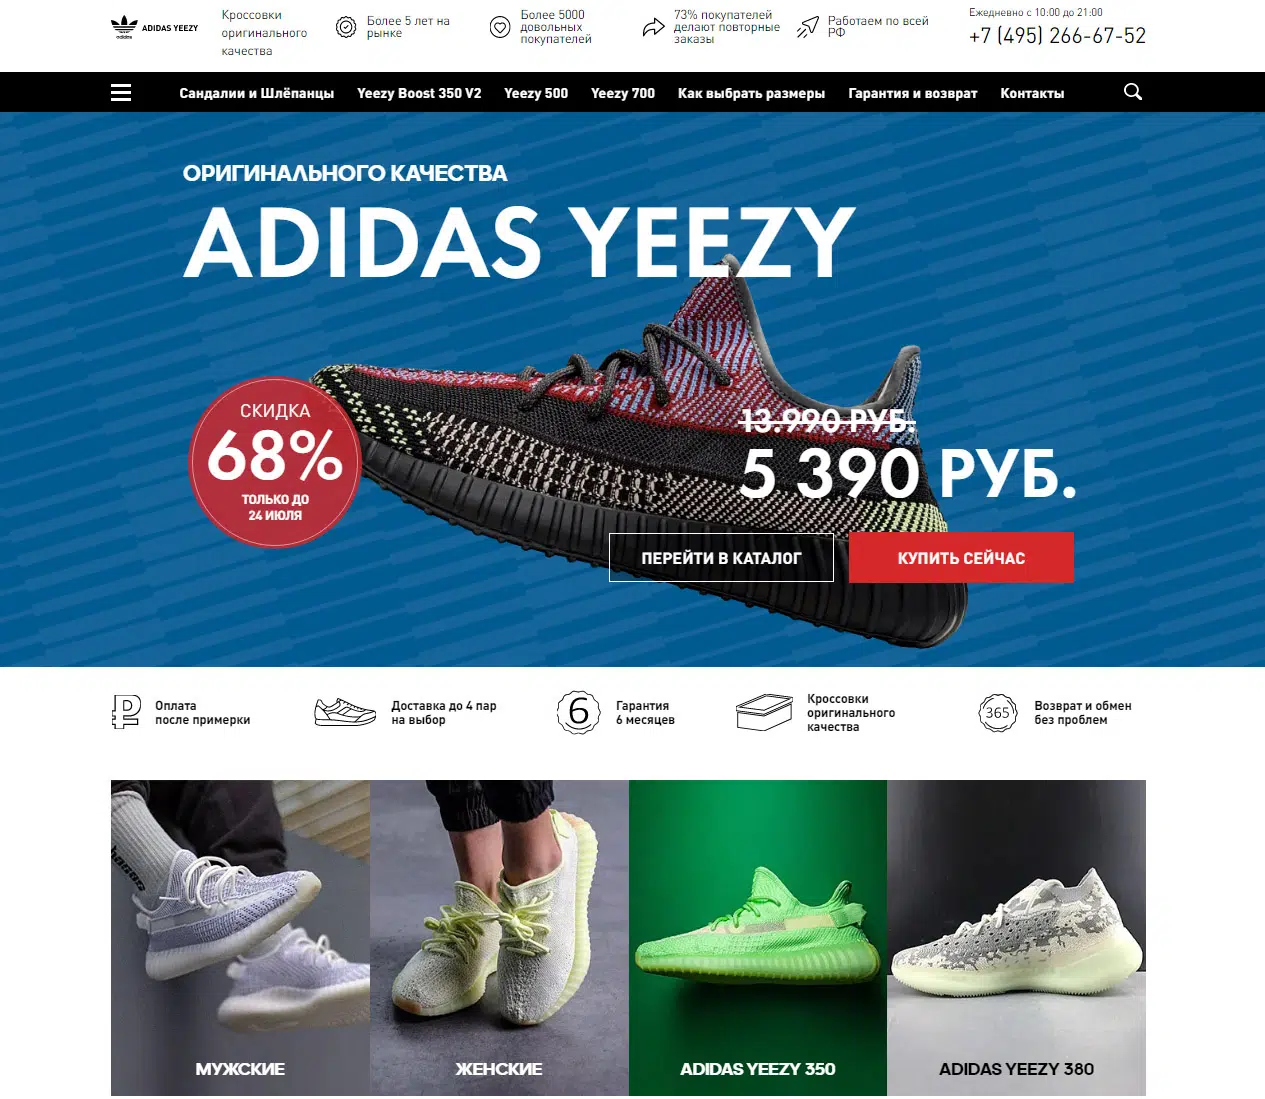 adidas
ADIDAS YEEZY
Кроссовки
оригинального
качества
Более 5 лет на
рынке
Более 5000
довольных
покупателей
73% покупателей
делают повторные
заказы
Работаем по всей
РФ
Ежедневно с 10:00 до 21:00
+7 (495) 266-67-52
Сандалии и Шлёпанцы Yeezy Boost 350 V2 Yeezy 500 Yeezy 700 Как выбрать размеры Гарантия и возврат Контакты
ОРИГИНАЛЬНОГО КАЧЕСТВА
ADIDAS YEEZY
СКИДКА
68%
ТОЛЬКО ДО
24 ИЮЛЯ
13.990 РУБ.
5 390 РУБ.
ПЕРЕЙТИ В КАТАЛОГ
КУПИТЬ СЕЙЧАС
Оплата
после примерки
Доставка до 4 пар
на выбор
6
Гарантия
6 месяцев
Кроссовки
оригинального
качества
365
Возврат и обмен
без проблем
МУЖСКИЕ
ЖЕНСКИЕ
ADIDAS YEEZY 350
ADIDAS YEEZY 380